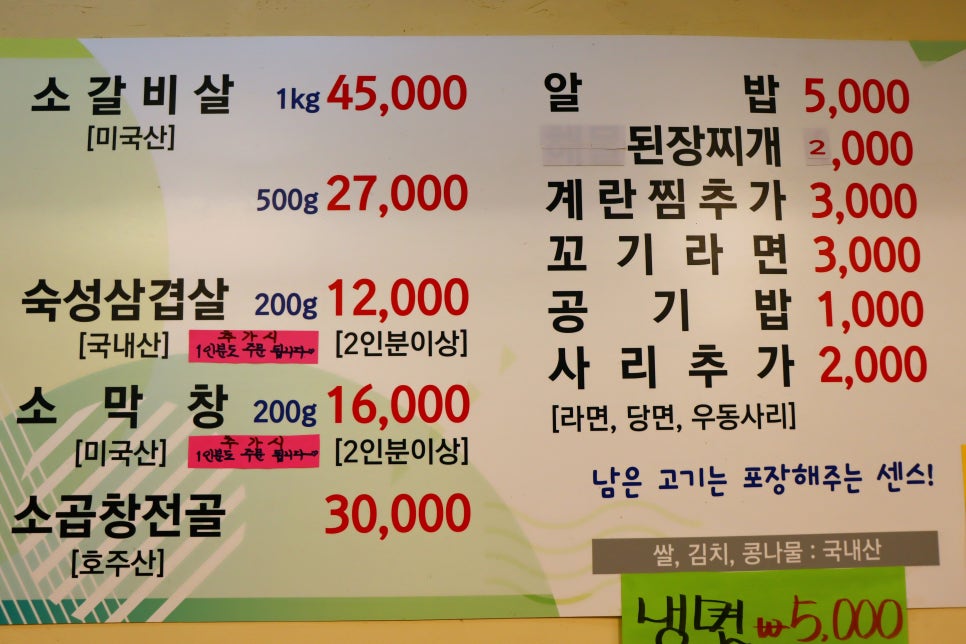 소갈비살 1kg 45,000
[미국산]
500g 27,000
숙성삼겹살 200g 12,000
[국내산] 추가시 1인분도 주문 됩니다♡ [2인분이상]
소막창 200g 16,000
[미국산] 추가시 1인분도 주문 됩니다♡ [2인분이상]
소곱창전골 30,000
[호주산]
알밥 5,000
된장찌개 2,000
계란찜추가 3,000
꼬기라면 3,000
공기밥 1,000
사리추가 2,000
[라면, 당면, 우동사리]
남은 고기는 포장해주는 센스!
쌀, 김치, 콩나물 : 국내산
냉면 ₩5,000